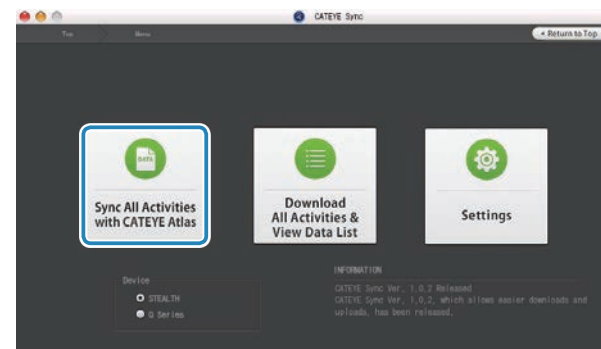 CATEYE Sync
Top
Menu
Return to Top
DATA
Sync All Activities
with CATEYE Atlas
Download
All Activities &
View Data List
Settings
Device
STEALTH
Q Series
INFORMATION
CATEYE Sync Ver. 1.0.2 Released
CATEYE Sync Ver. 1.0.2, which allows easier downloads and
uploads, has been released.